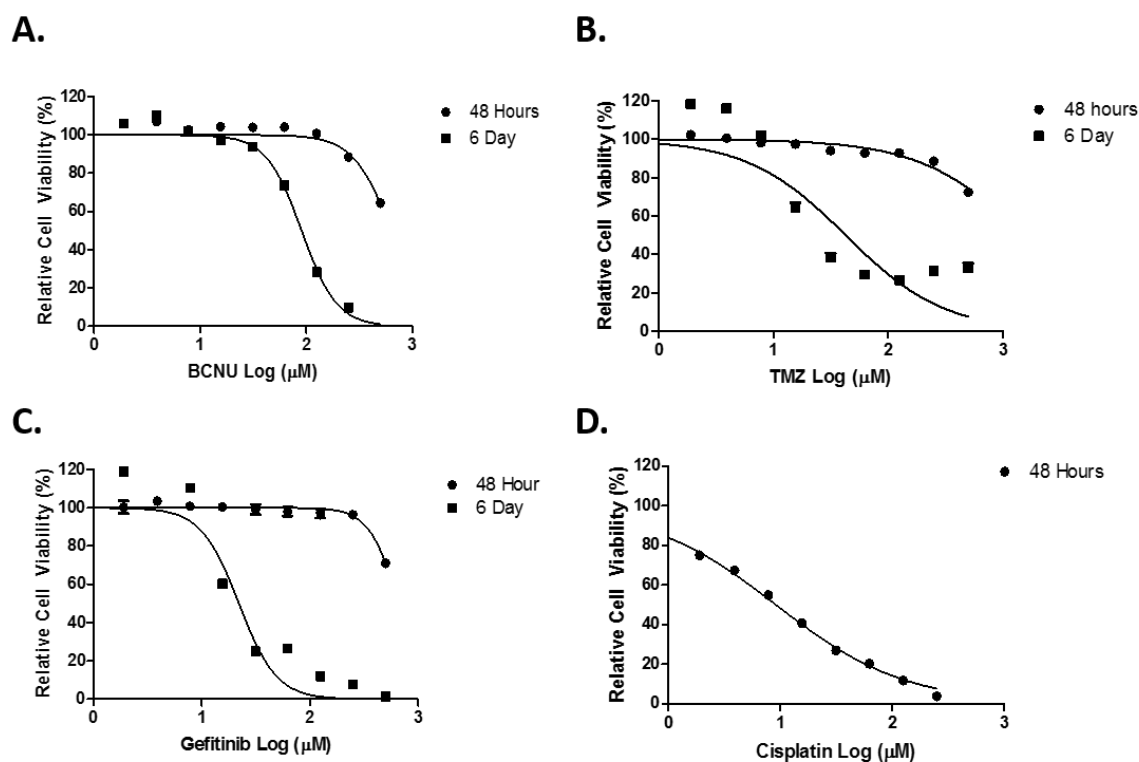 A.
Relative Cell Viability (%)
120
100
80
60
40
20
0
0 1 2 3
BCNU Log (μM)
48 Hours
6 Day
B.
Relative Cell Viability (%)
120
100
80
60
40
20
0
0 1 2 3
TMZ Log (μM)
48 hours
6 Day
C.
Relative Cell Viability (%)
120
100
80
60
40
20
0
0 1 2 3
Gefitinib Log (μM)
48 Hour
6 Day
D.
Relative Cell Viability (%)
120
100
80
60
40
20
0
0 1 2 3
Cisplatin Log (μM)
48 Hours